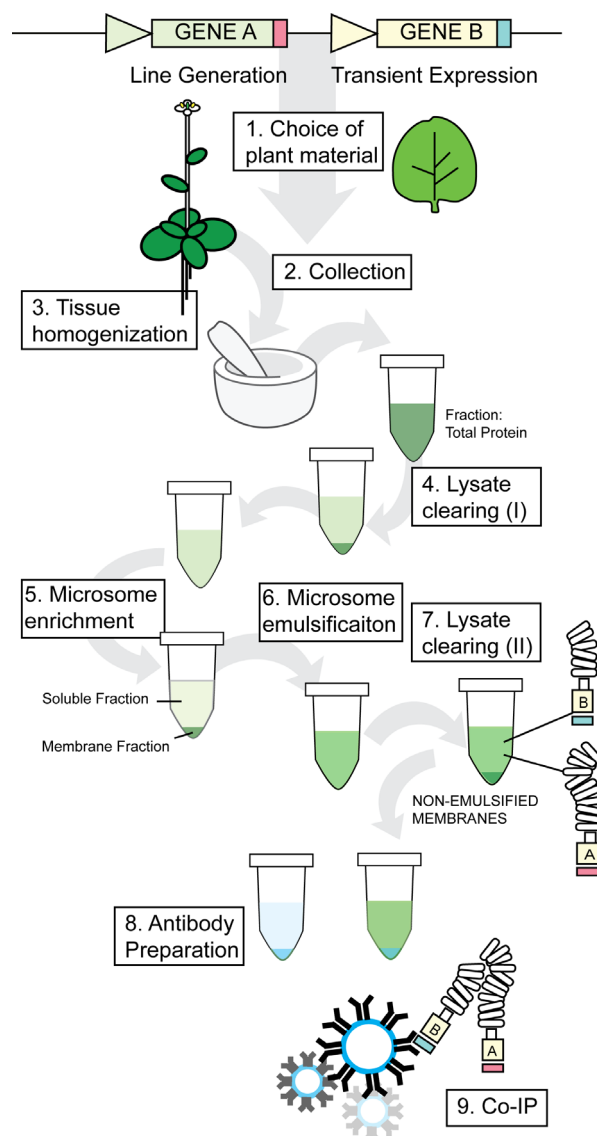 GENE A
GENE B
Line Generation
Transient Expression
1. Choice of
plant material
2. Collection
3. Tissue
homogenization
Fraction:
Total Protein
4. Lysate
clearing (I)
5. Microsome
enrichment
6. Microsome
emulsificaiton
7. Lysate
clearing (II)
B
Soluble Fraction
Membrane Fraction
NON-EMULSIFIED
MEMBRANES
A
8. Antibody
Preparation
B
A
9. Co-IP